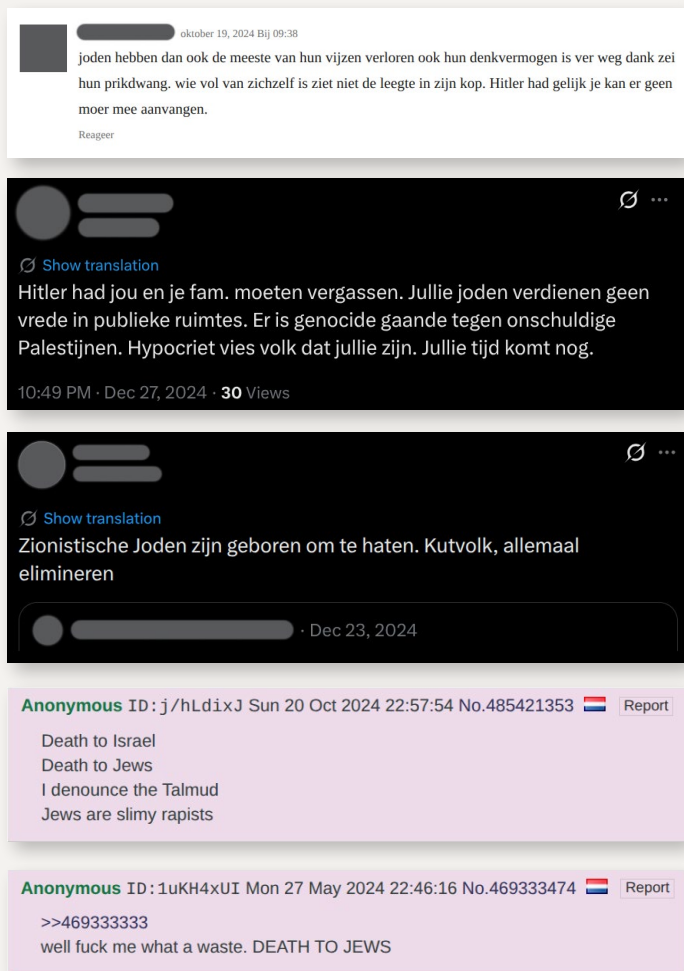 oktober 19, 2024 Bij 09:38
joden hebben dan ook de meeste van hun vijzen verloren ook hun denkvermogen is ver weg dank zei
hun prikdwang. wie vol van zichzelf is ziet niet de leegte in zijn kop. Hitler had gelijk je kan er geen
moer mee aanvangen.
Reageer
Show translation
Hitler had jou en je fam. moeten vergassen. Jullie joden verdienen geen
vrede in publieke ruimtes. Er is genocide gaande tegen onschuldige
Palestijnen. Hypocriet vies volk dat jullie zijn. Jullie tijd komt nog.
10:49 PM · Dec 27, 2024 · 30 Views
Show translation
Zionistische Joden zijn geboren om te haten. Kutvolk, allemaal
elimineren
· Dec 23, 2024
Anonymous ID:j/hLdixJ Sun 20 Oct 2024 22:57:54 No.485421353 Report
Death to Israel
Death to Jews
I denounce the Talmud
Jews are slimy rapists
Anonymous ID:1uKH4xUI Mon 27 May 2024 22:46:16 No.469333474 Report
>>469333333
well fuck me what a waste. DEATH TO JEWS